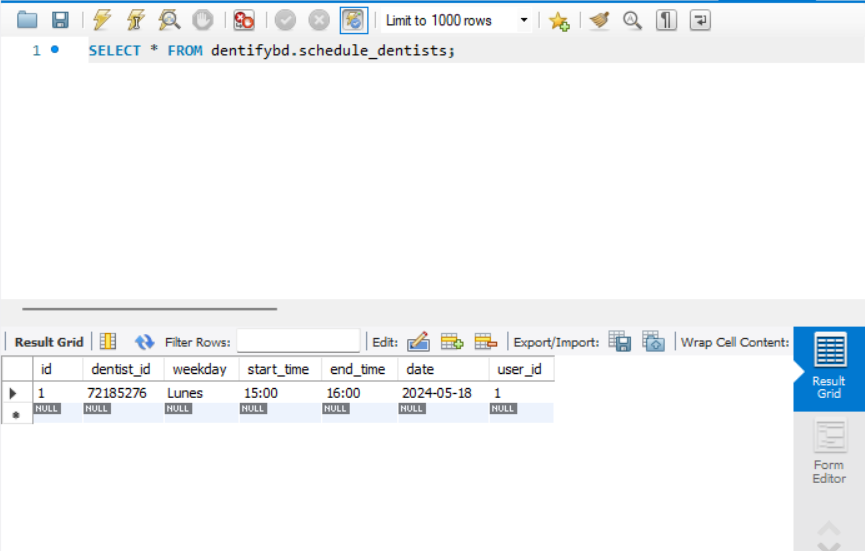 Limit to 1000 rows
1 SELECT * FROM dentifybd.schedule_dentists;
Result Grid Filter Rows: Edit: Export/Import: Wrap Cell Content:
id dentist_id weekday start_time end_time date user_id
1 72185276 Lunes 15:00 16:00 2024-05-18 1
NULL NULL NULL NULL NULL NULL NULL
Result
Grid
Form
Editor